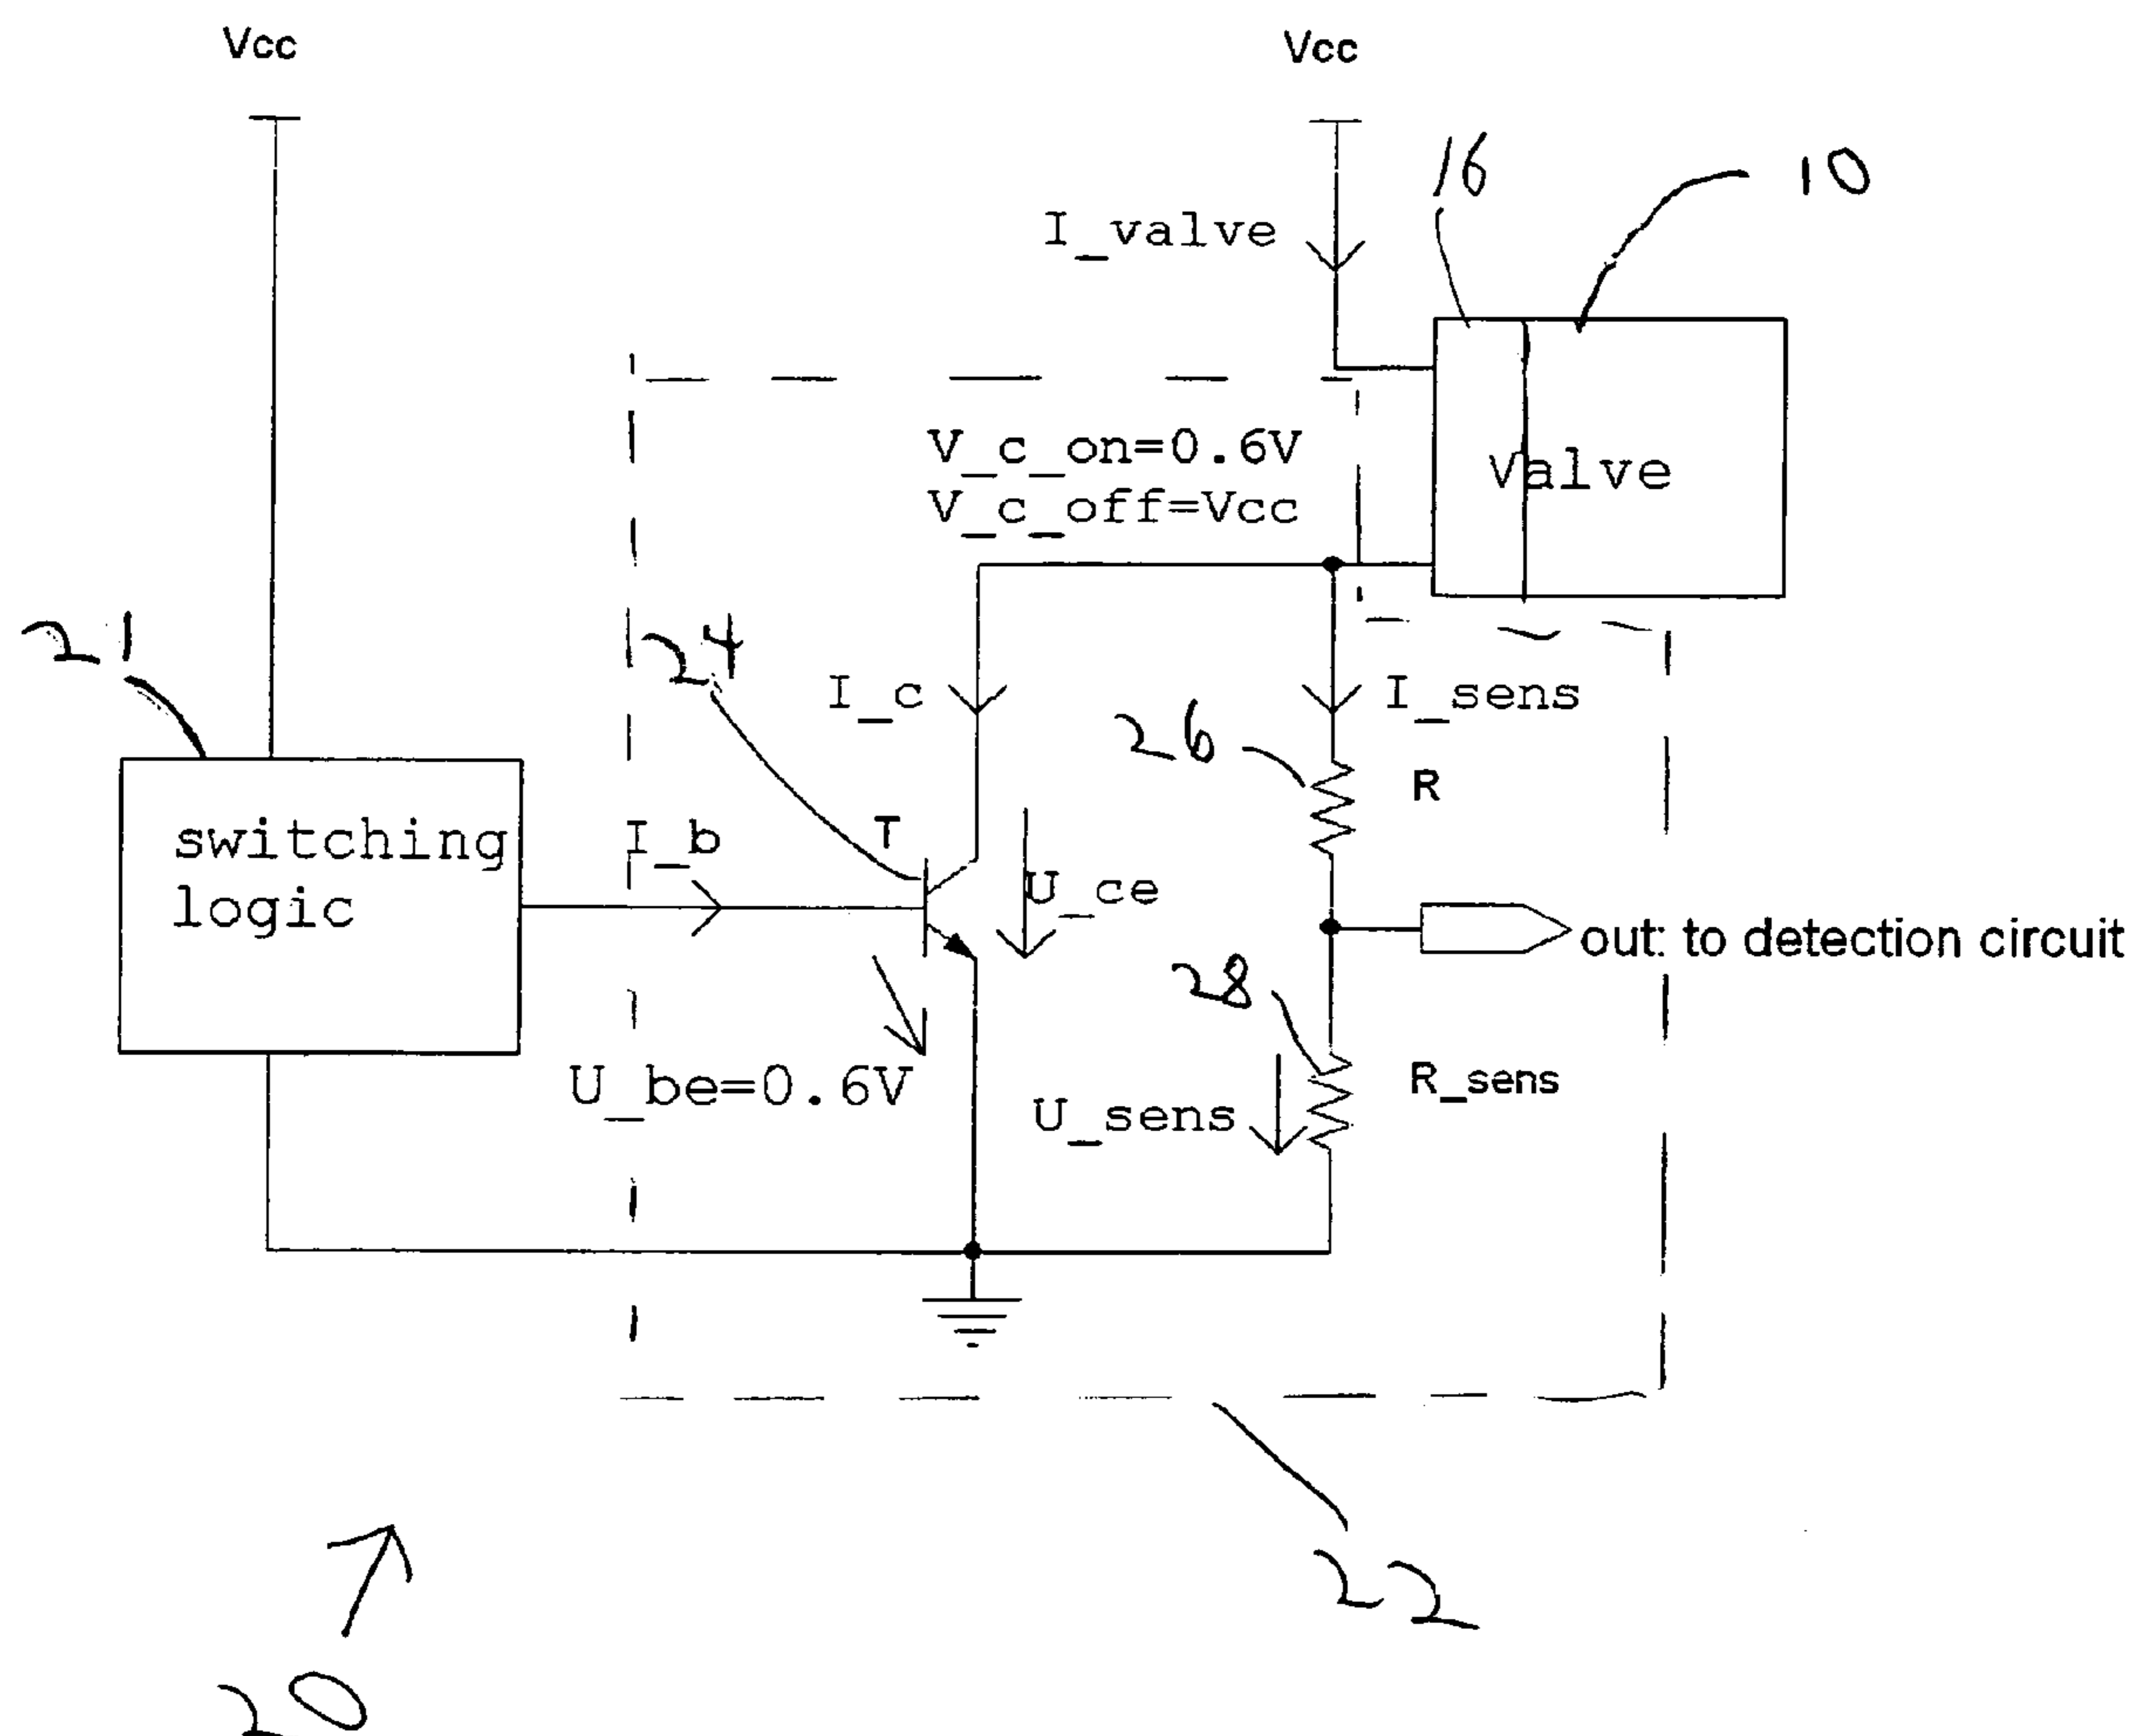 Vcc
Vcc
16
10
I_valve
V_c_on=0.6V
V_c_off=Vcc
Valve
21
24
I_c
I_sens
26
R
switching
logic
I_b
T
U_ce
out: to detection circuit
28
U_be=0.6V
U_sens
R_sens
22
20